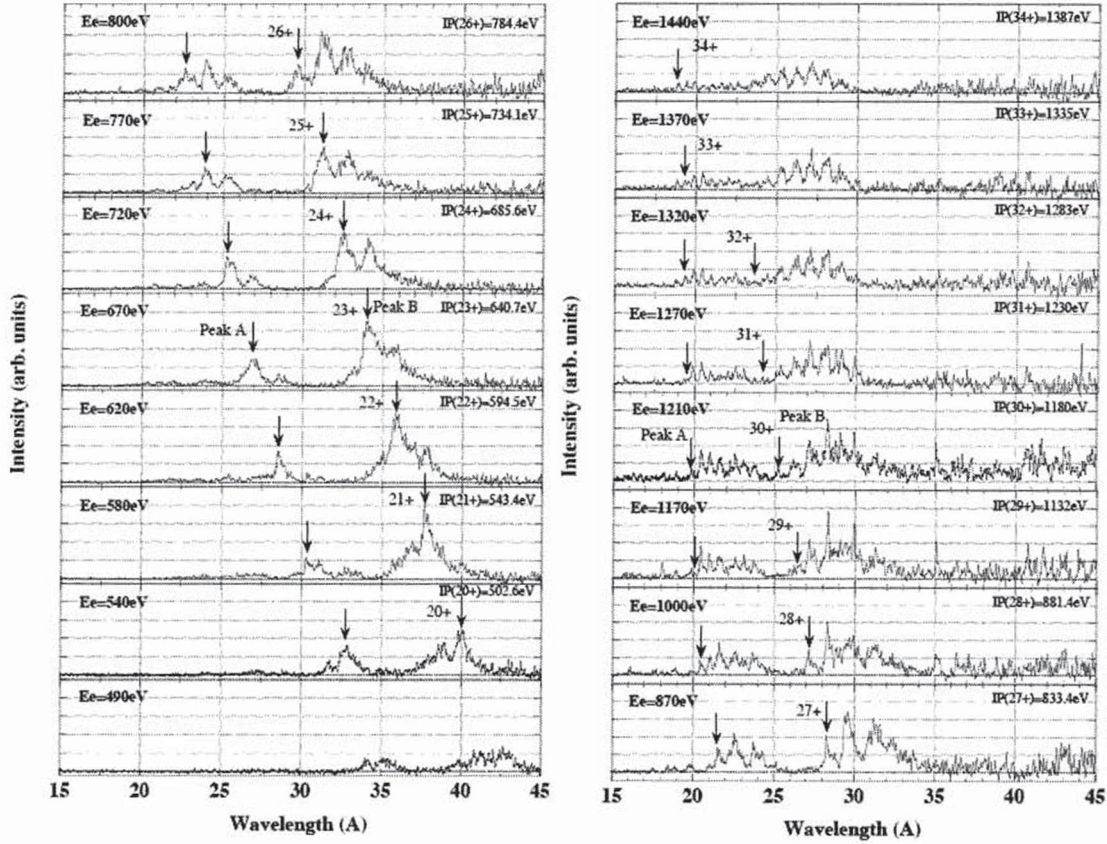 Ee=800eV
26+
IP(26+)=784.4eV
Ee=770eV
25+
IP(25+)=734.1eV
Ee=720eV
24+
IP(24+)=685.6eV
Ee=670eV
Peak A
23+
Peak B
IP(23+)=640.7eV
Ee=620eV
22+
IP(22+)=594.5eV
Ee=580eV
21+
IP(21+)=543.4eV
Ee=540eV
20+
IP(20+)=502.6eV
Ee=490eV
15 20 25 30 35 40 45
Wavelength (A)
Intensity (arb. units)
Ee=1440eV
34+
IP(34+)=1387eV
Ee=1370eV
33+
IP(33+)=1335eV
Ee=1320eV
32+
IP(32+)=1283eV
Ee=1270eV
31+
IP(31+)=1230eV
Ee=1210eV
Peak A
30+
Peak B
IP(30+)=1180eV
Ee=1170eV
29+
IP(29+)=1132eV
Ee=1000eV
28+
IP(28+)=881.4eV
Ee=870eV
27+
IP(27+)=833.4eV
15 20 25 30 35 40 45
Wavelength (A)
Intensity (arb. units)